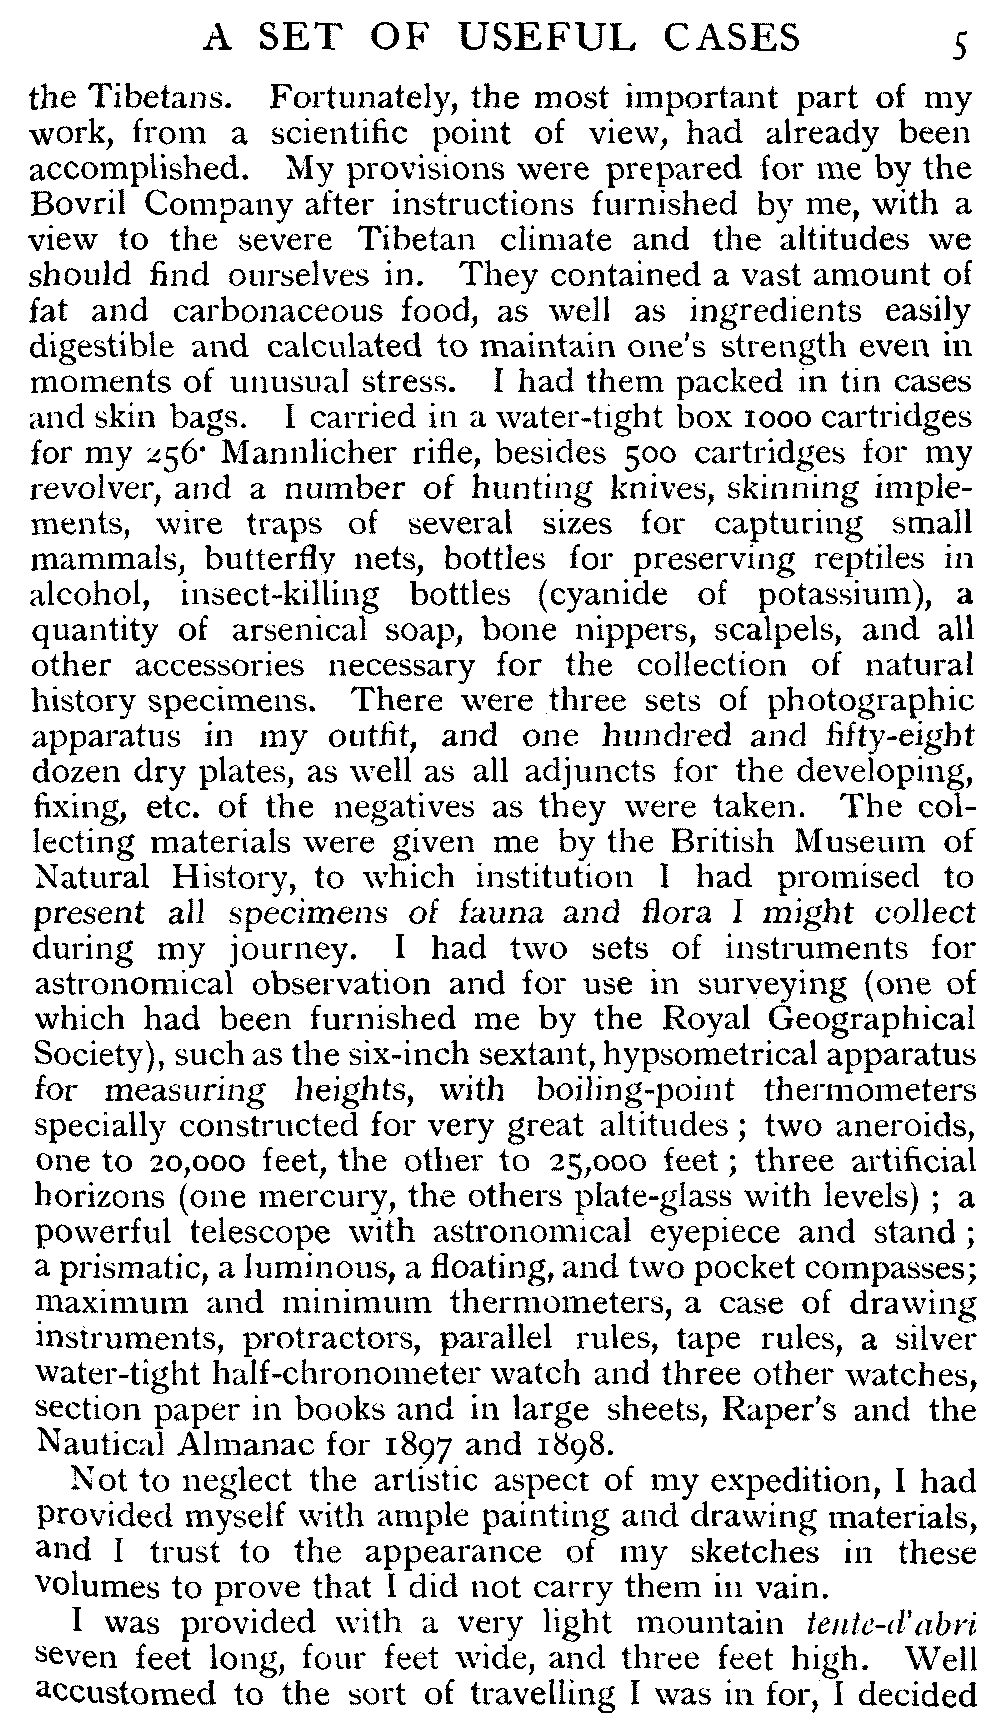 A SET OF USEFUL CASES 5
the Tibetans. Fortunately, the most important part of my
work, from a scientific point of view, had already been
accomplished. My provisions were prepared for me by the
Bovril Company after instructions furnished by me, with a
view to the severe Tibetan climate and the altitudes we
should find ourselves in. They contained a vast amount of
fat and carbonaceous food, as well as ingredients easily
digestible and calculated to maintain one's strength even in
moments of unusual stress. I had them packed in tin cases
and skin bags. I carried in a water-tight box 1000 cartridges
for my 256· Mannlicher rifle, besides 500 cartridges for my
revolver, and a number of hunting knives, skinning imple-
ments, wire traps of several sizes for capturing small
mammals, butterfly nets, bottles for preserving reptiles in
alcohol, insect-killing bottles (cyanide of potassium), a
quantity of arsenical soap, bone nippers, scalpels, and all
other accessories necessary for the collection of natural
history specimens. There were three sets of photographic
apparatus in my outfit, and one hundred and fifty-eight
dozen dry plates, as well as all adjuncts for the developing,
fixing, etc. of the negatives as they were taken. The col-
lecting materials were given me by the British Museum of
Natural History, to which institution I had promised to
present all specimens of fauna and flora I might collect
during my journey. I had two sets of instruments for
astronomical observation and for use in surveying (one of
which had been furnished me by the Royal Geographical
Society), such as the six-inch sextant, hypsometrical apparatus
for measuring heights, with boiling-point thermometers
specially constructed for very great altitudes; two aneroids,
one to 20,000 feet, the other to 25,000 feet; three artificial
horizons (one mercury, the others plate-glass with levels); a
powerful telescope with astronomical eyepiece and stand;
a prismatic, a luminous, a floating, and two pocket compasses;
maximum and minimum thermometers, a case of drawing
instruments, protractors, parallel rules, tape rules, a silver
water-tight half-chronometer watch and three other watches,
section paper in books and in large sheets, Raper's and the
Nautical Almanac for 1897 and 1898.
Not to neglect the artistic aspect of my expedition, I had
provided myself with ample painting and drawing materials,
and I trust to the appearance of my sketches in these
volumes to prove that I did not carry them in vain.
I was provided with a very light mountain tente-d'abri
seven feet long, four feet wide, and three feet high. Well
accustomed to the sort of travelling I was in for, I decided